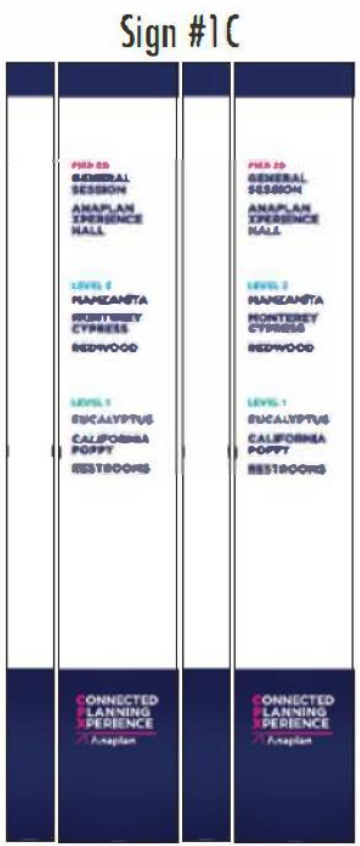 Sign #1C
GENERAL
SESSION
ANAPLAN
XPERIENCE
HALL
LEVEL 2
MANZANITA
MONTEREY
CYPRESS
REDWOOD
LEVEL 1
EUCALYPTUS
CALIFORNIA
POPPY
RESTROOMS
CONNECTED
PLANNING
XPERIENCE
Anaplan
GENERAL
SESSION
ANAPLAN
XPERIENCE
HALL
LEVEL 2
MANZANITA
MONTEREY
CYPRESS
REDWOOD
LEVEL 1
EUCALYPTUS
CALIFORNIA
POPPY
RESTROOMS
CONNECTED
PLANNING
XPERIENCE
Anaplan